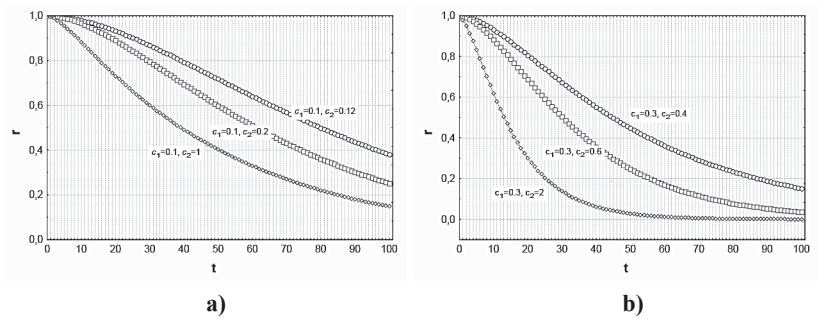 1,0
0,8
0,6
0,4
0,2
0,0
r
c₁=0.1, c₂=0.12
c₁=0.1, c₂=0.2
c₁=0.1, c₂=1
0 10 20 30 40 50 60 70 80 90 100
t
a)
1,0
0,8
0,6
0,4
0,2
0,0
r
c₁=0.3, c₂=0.4
c₁=0.3, c₂=0.6
c₁=0.3, c₂=2
0 10 20 30 40 50 60 70 80 90 100
t
b)